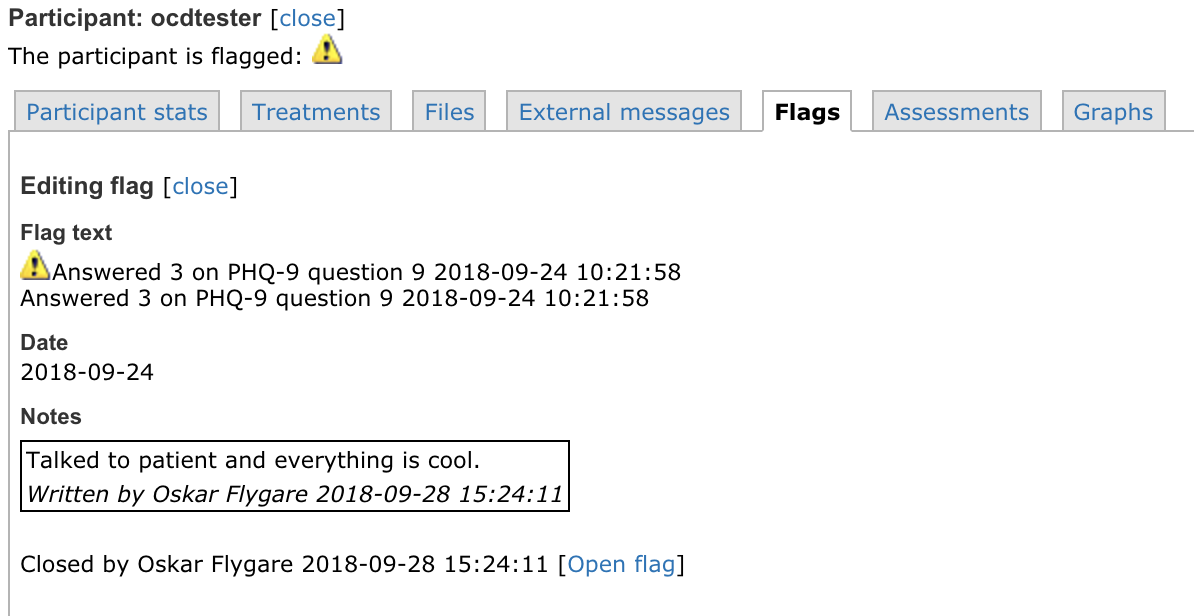 Participant: ocdtester [close]
The participant is flagged:
Participant stats
Treatments
Files
External messages
Flags
Assessments
Graphs
Editing flag [close]
Flag text
Answered 3 on PHQ-9 question 9 2018-09-24 10:21:58
Answered 3 on PHQ-9 question 9 2018-09-24 10:21:58
Date
2018-09-24
Notes
Talked to patient and everything is cool.
Written by Oskar Flygare 2018-09-28 15:24:11
Closed by Oskar Flygare 2018-09-28 15:24:11 [Open flag]